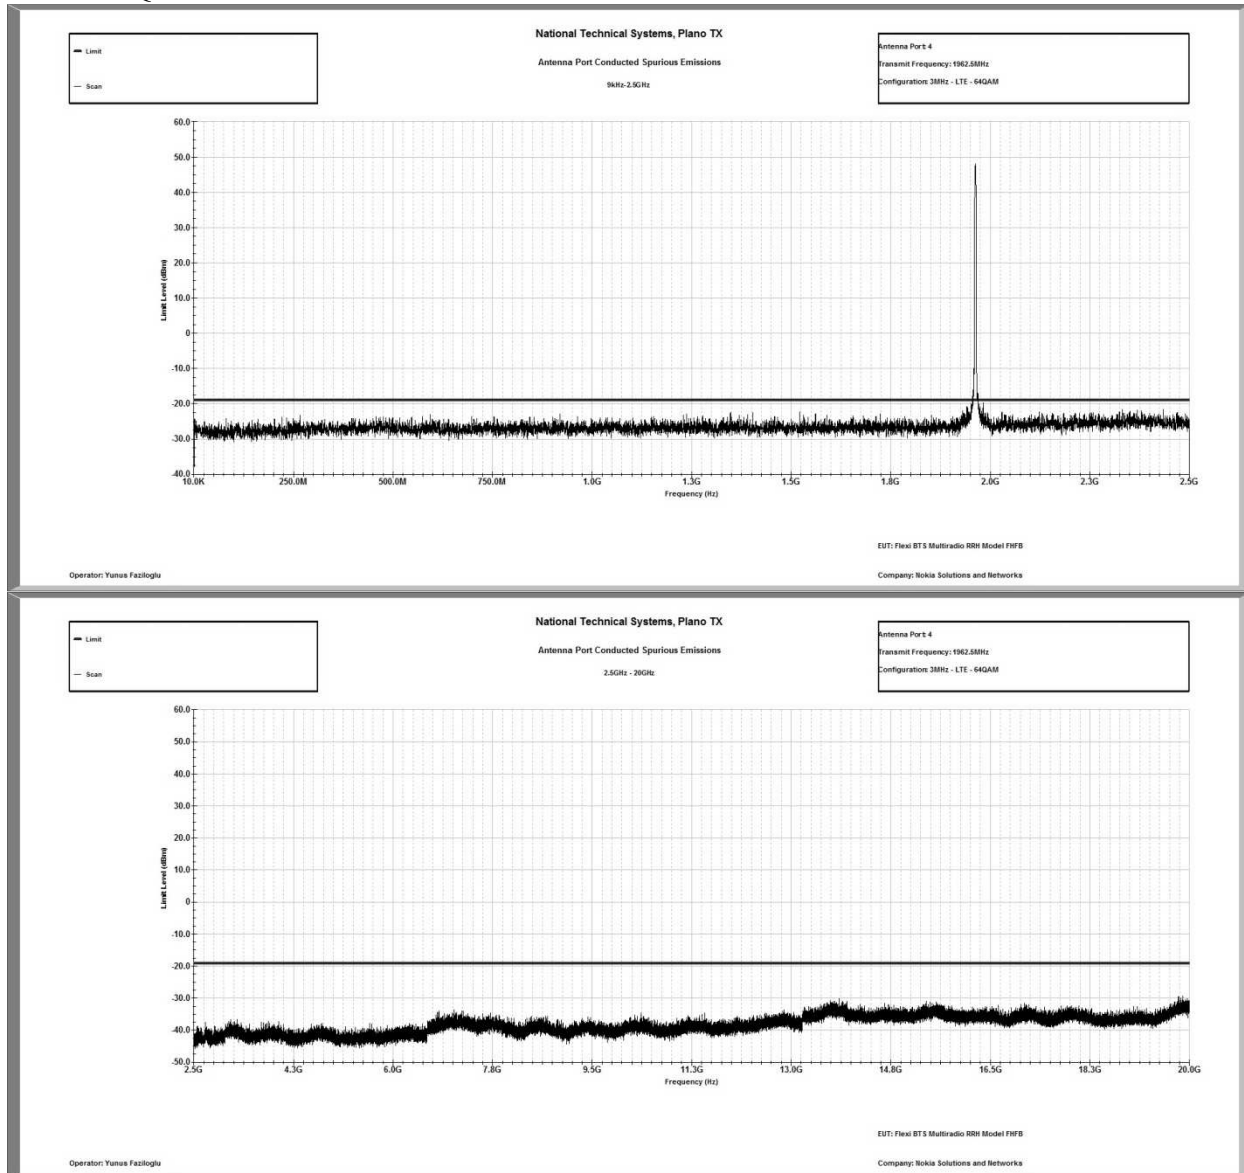 National Technical Systems, Plano TX
Limit
Scan
Antenna Port Conducted Spurious Emissions
9kHz-2.5GHz
Antenna Port: 4
Transmit Frequency: 1962.5MHz
Configuration: 3MHz - LTE - 64QAM
60.0
50.0
40.0
30.0
20.0
10.0
0
-10.0
-20.0
-30.0
-40.0
Limit Level (dBm)
10.0K 250.0M 500.0M 750.0M 1.0G 1.3G 1.5G 1.8G 2.0G 2.3G 2.5G
Frequency (Hz)
EUT: Flexi BTS Multiradio RRH Model FHFB
Operator: Yunus Faziloglu
Company: Nokia Solutions and Networks
National Technical Systems, Plano TX
Limit
Scan
Antenna Port Conducted Spurious Emissions
2.5GHz - 20GHz
Antenna Port: 4
Transmit Frequency: 1962.5MHz
Configuration: 3MHz - LTE - 64QAM
60.0
50.0
40.0
30.0
20.0
10.0
0
-10.0
-20.0
-30.0
-40.0
-50.0
Limit Level (dBm)
2.5G 4.3G 6.0G 7.8G 9.5G 11.3G 13.0G 14.8G 16.5G 18.3G 20.0G
Frequency (Hz)
EUT: Flexi BTS Multiradio RRH Model FHFB
Operator: Yunus Faziloglu
Company: Nokia Solutions and Networks